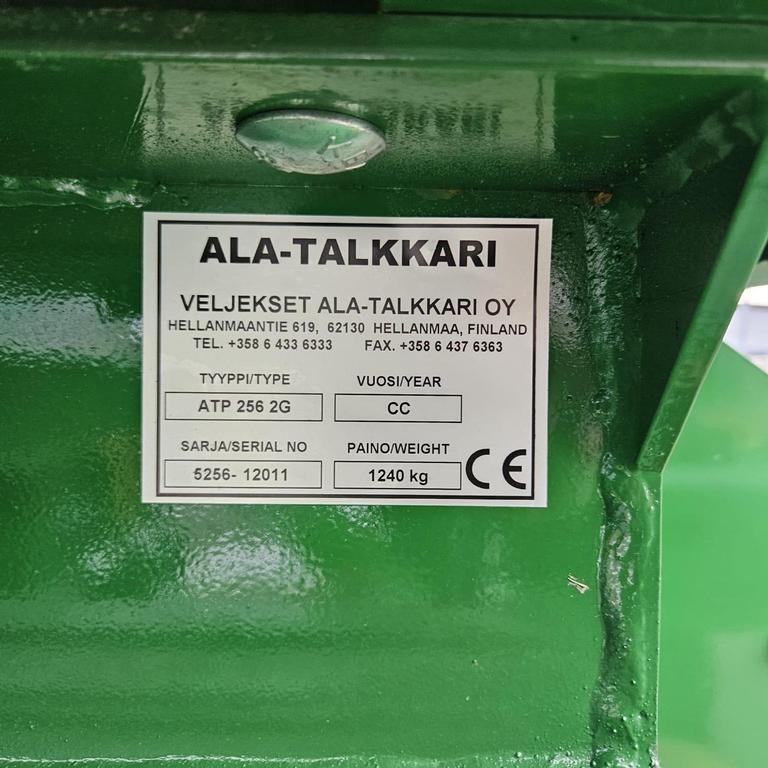 ALA-TALKKARI
VELJEKSET ALA-TALKKARI OY
HELLANMAANTIE 619, 62130 HELLANMAA, FINLAND
TEL. +358 6 433 6333 FAX. +358 6 437 6363
TYYPPI/TYPE VUOSI/YEAR
ATP 256 2G CC
SARJA/SERIAL NO PAINO/WEIGHT
5256- 12011 1240 kg CE